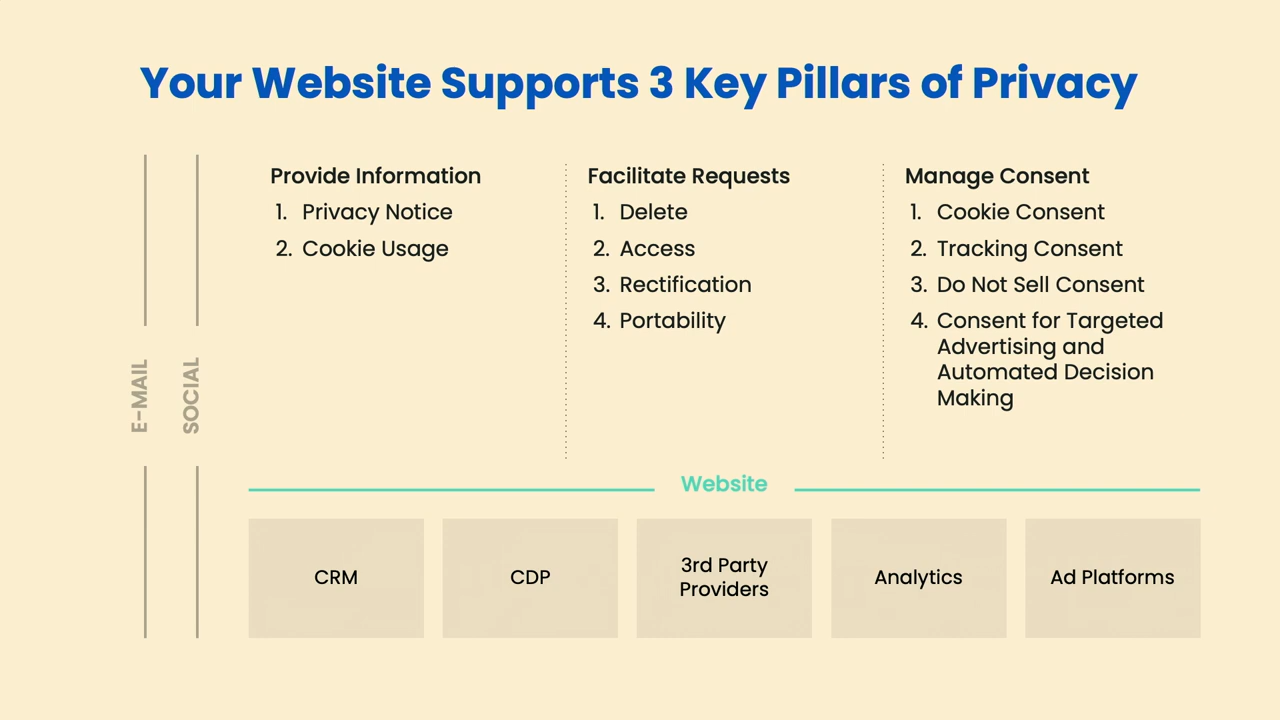 Your Website Supports 3 Key Pillars of Privacy
E-MAIL
SOCIAL
Provide Information
1. Privacy Notice
2. Cookie Usage
Facilitate Requests
1. Delete
2. Access
3. Rectification
4. Portability
Manage Consent
1. Cookie Consent
2. Tracking Consent
3. Do Not Sell Consent
4. Consent for Targeted
Advertising and
Automated Decision
Making
Website
CRM
CDP
3rd Party
Providers
Analytics
Ad Platforms